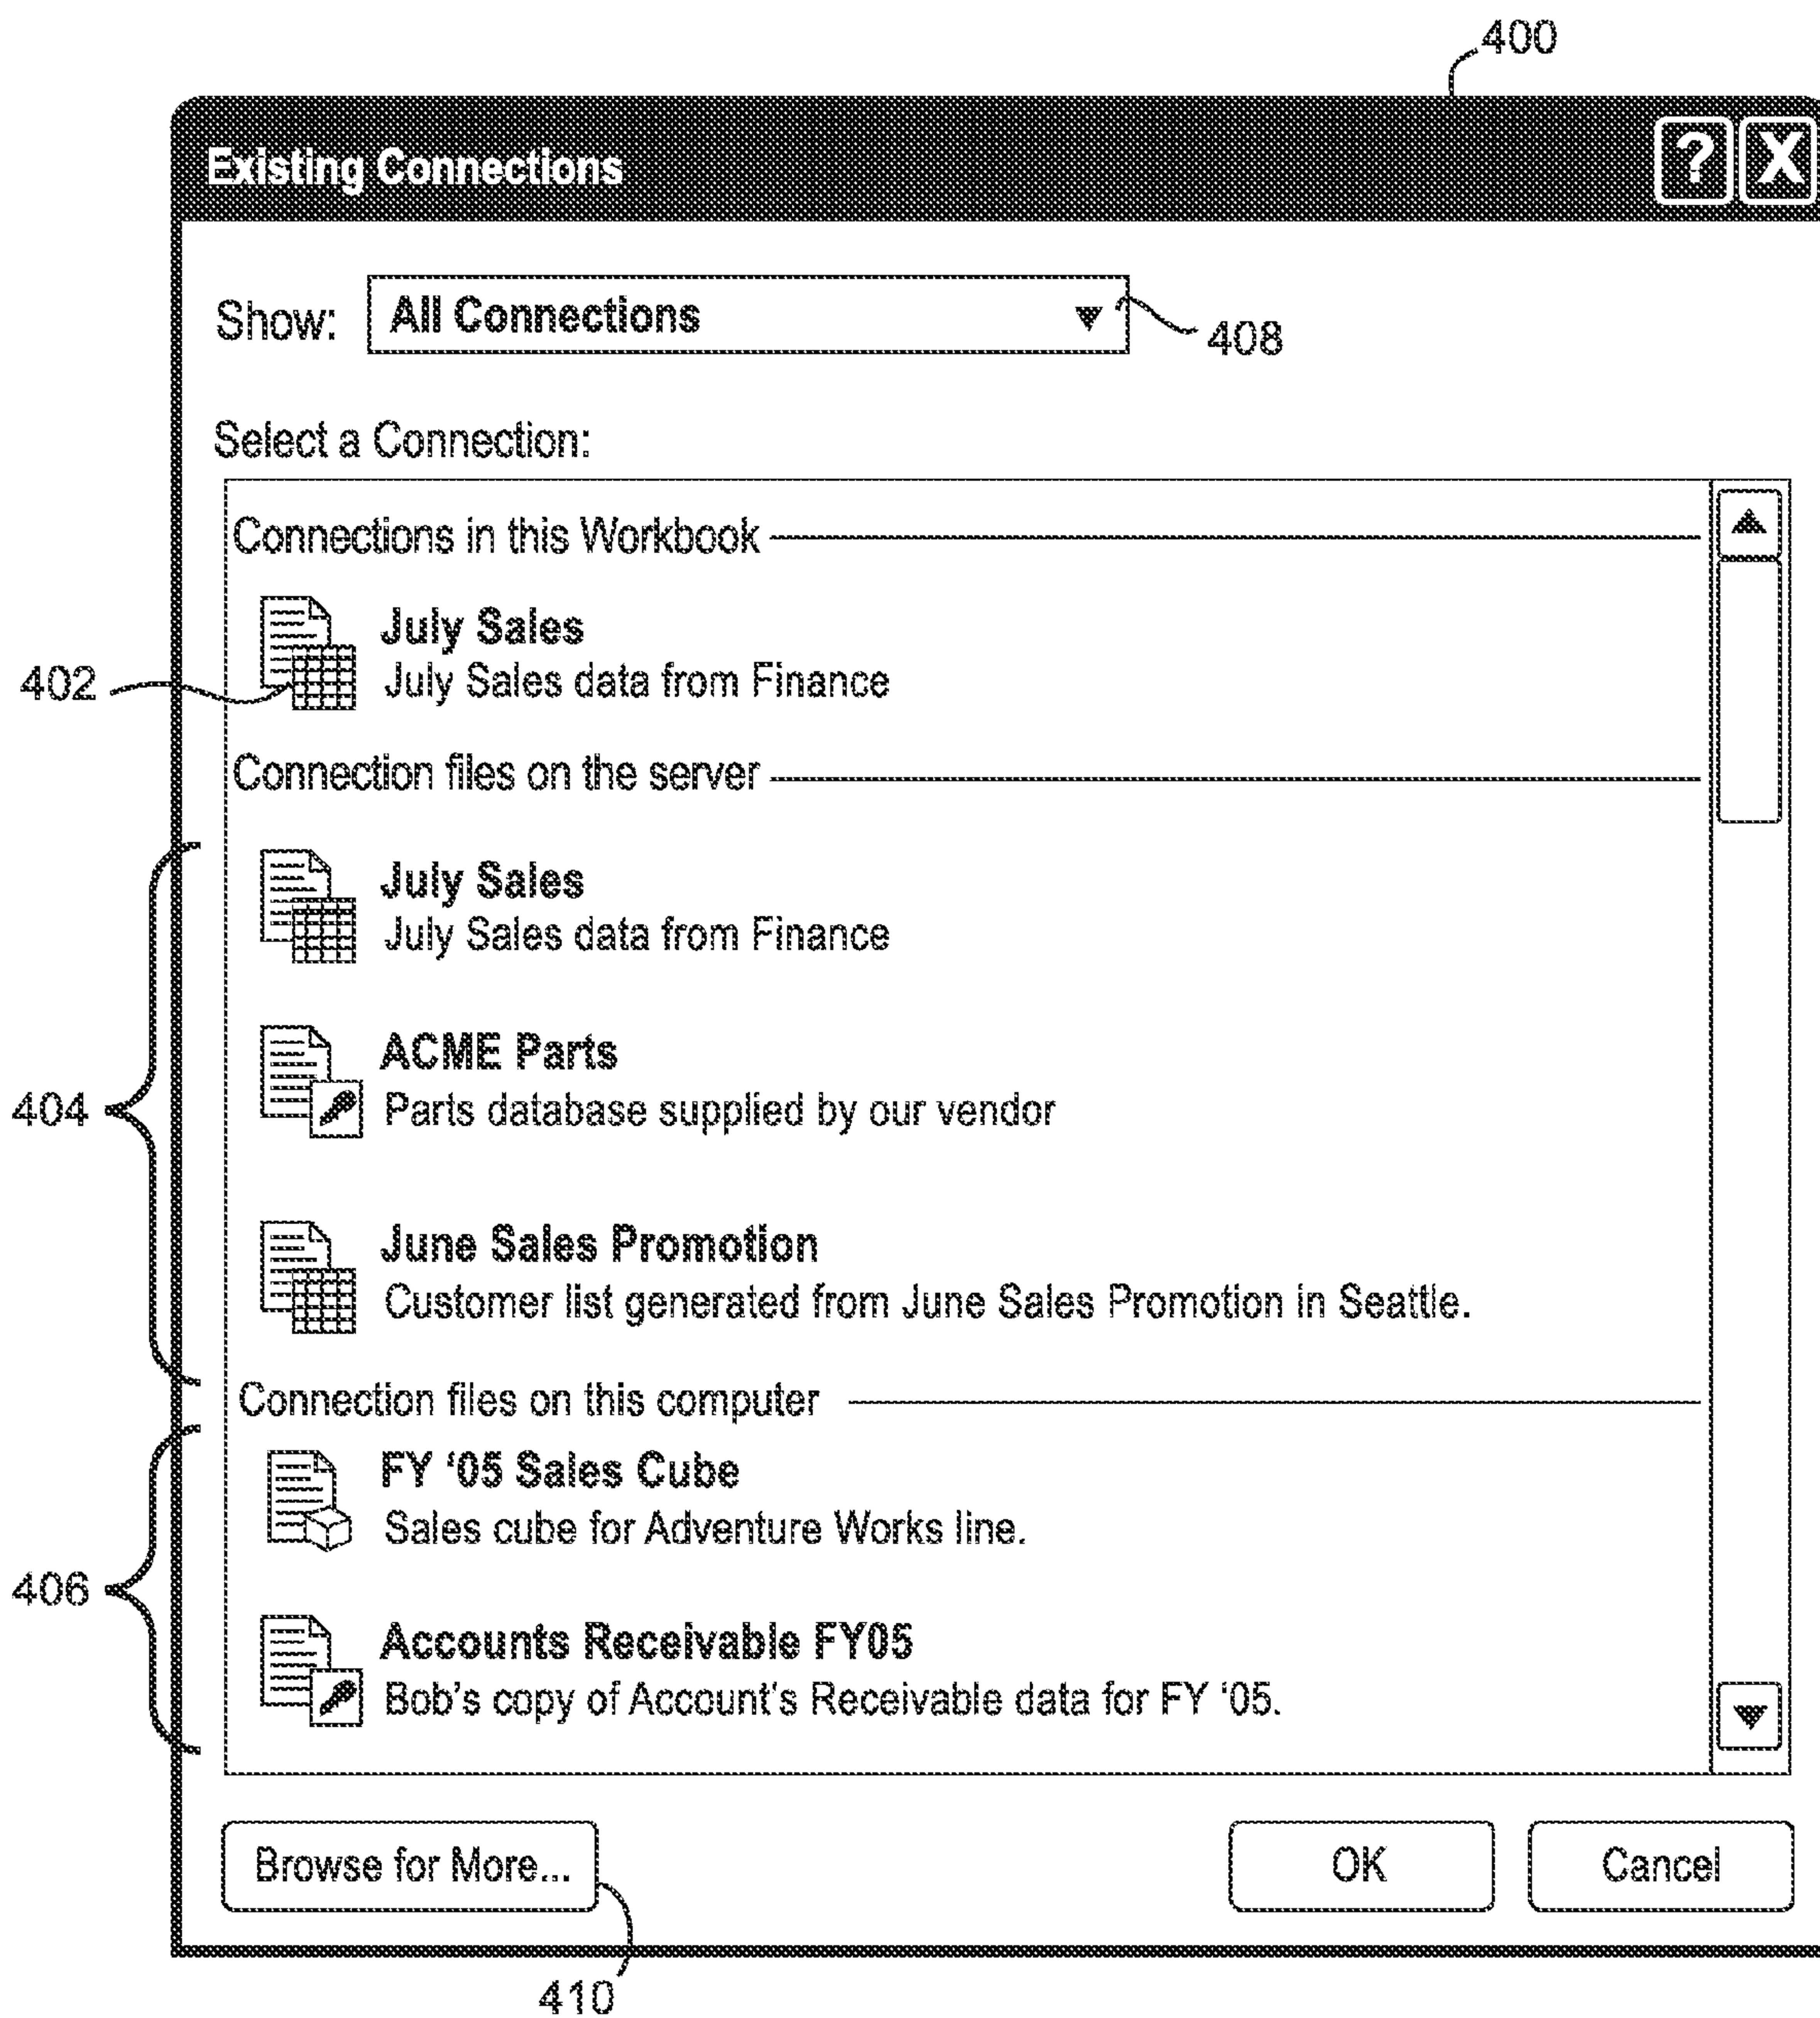 400
Existing Connections ? X
Show: All Connections
408
Select a Connection:
Connections in this Workbook
July Sales
402
July Sales data from Finance
Connection files on the server
July Sales
July Sales data from Finance
ACME Parts
404
Parts database supplied by our vendor
June Sales Promotion
Customer list generated from June Sales Promotion in Seattle.
Connection files on this computer
FY '05 Sales Cube
Sales cube for Adventure Works line.
406
Accounts Receivable FY05
Bob's copy of Account's Receivable data for FY '05.
Browse for More... OK Cancel
410